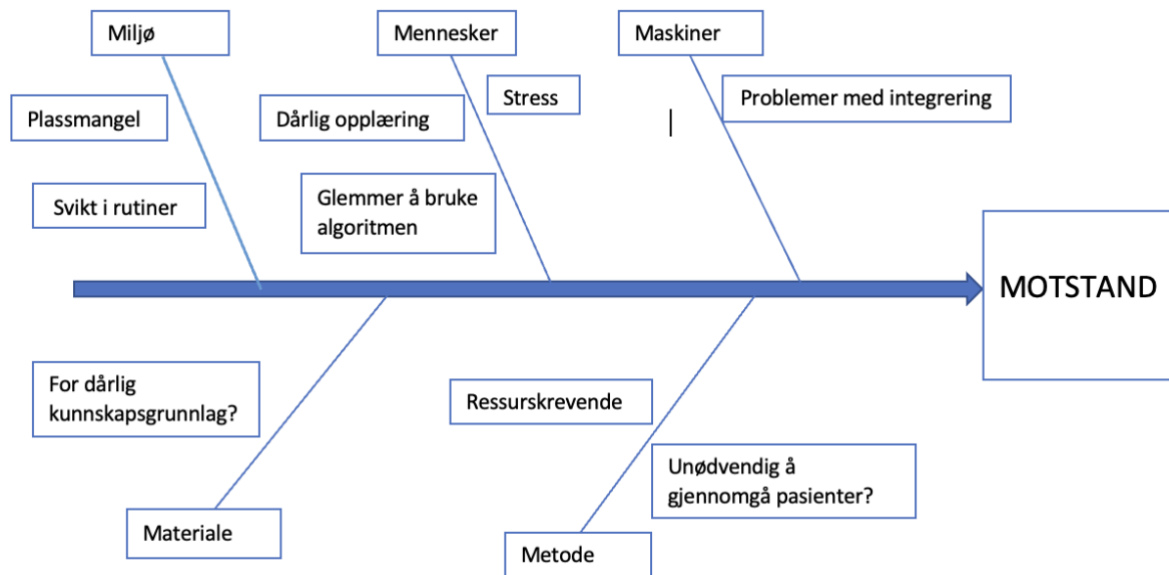 Miljø
Mennesker
Maskiner
Plassmangel
Dårlig opplæring
Stress
Problemer med integrering
Svikt i rutiner
Glemmer å bruke
algoritmen
MOTSTAND
For dårlig
kunnskapsgrunnlag?
Ressurskrevende
Unødvendig å
gjennomgå pasienter?
Materiale
Metode